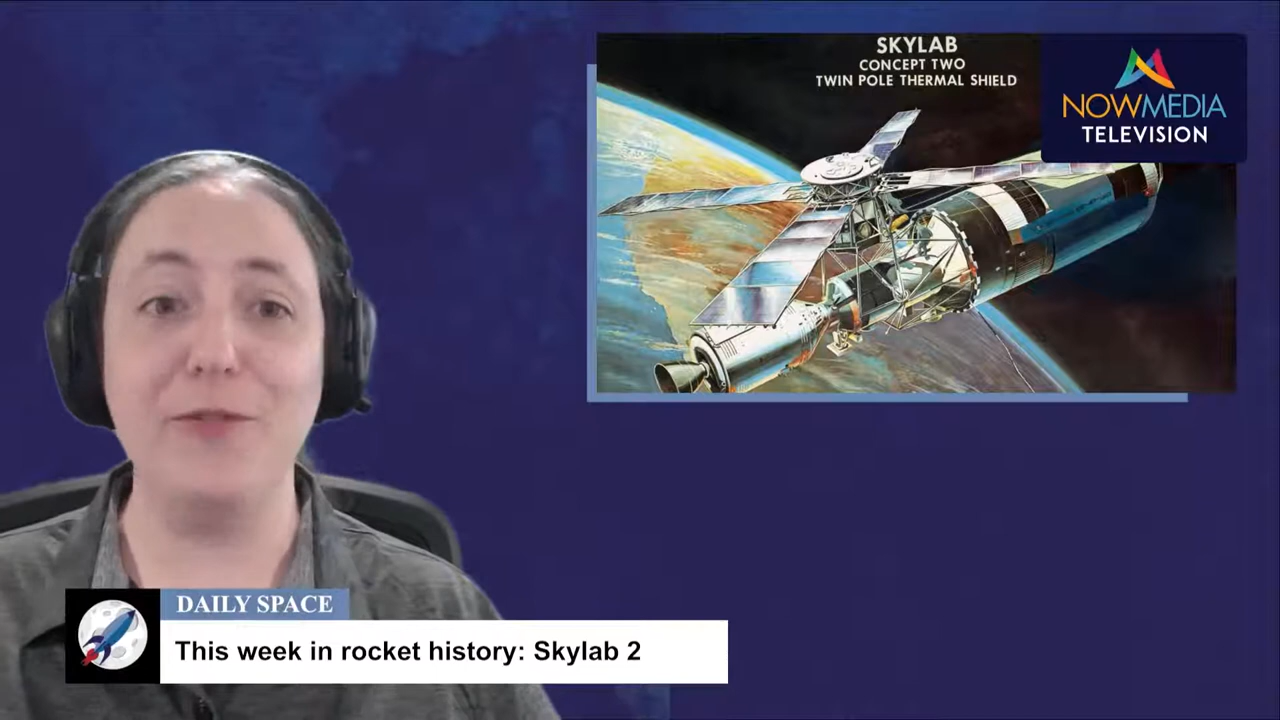 SKYLAB
CONCEPT TWO
TWIN POLE THERMAL SHIELD
NOWMEDIA
TELEVISION
DAILY SPACE
This week in rocket history: Skylab 2